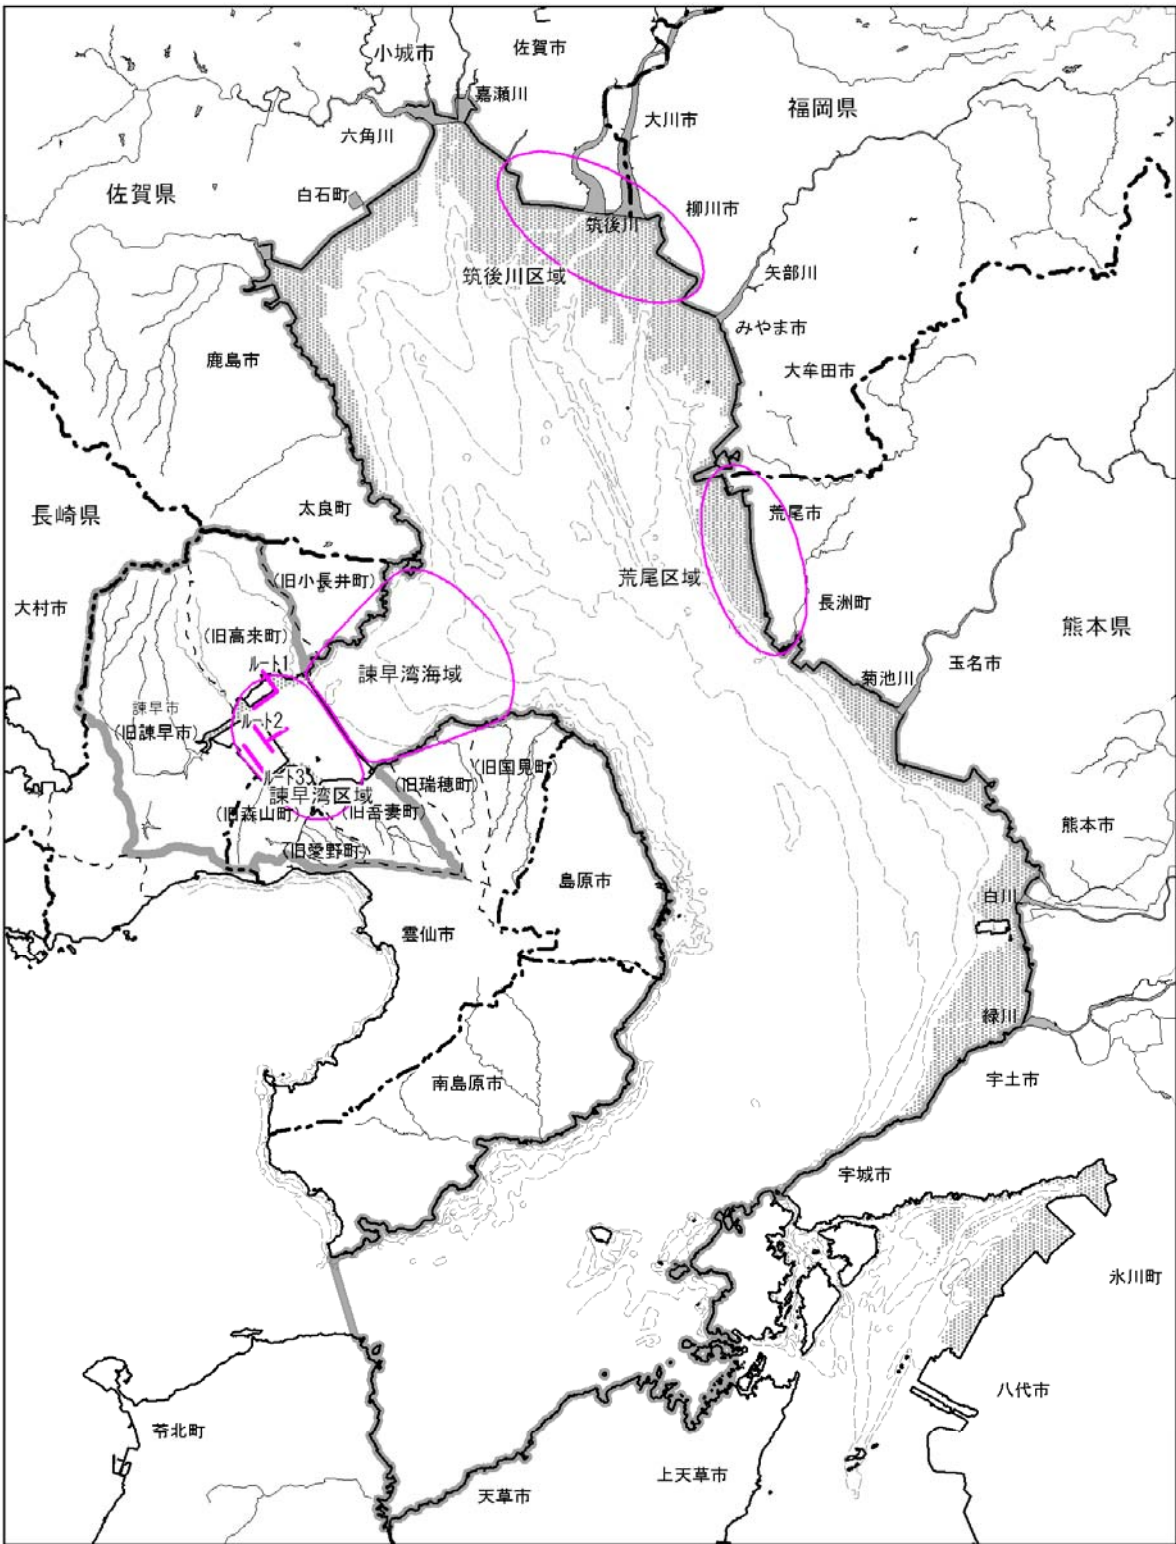 小城市
佐賀市
嘉瀬川
大川市
福岡県
六角川
佐賀県
白石町
柳川市
筑後川
筑後川区域
矢部川
みやま市
鹿島市
大牟田市
長崎県
太良町
荒尾市
(旧小長井町)
荒尾区域
大村市
長洲町
(旧高来町)
熊本県
ルート1
諫早湾海域
菊池川
玉名市
諫早市
ルート2
(旧諫早市)
(旧国見町)
ルート3
(旧瑞穂町)
諫早湾区域
(旧森山町)
(旧吾妻町)
熊本市
(旧愛野町)
島原市
白川
雲仙市
緑川
南島原市
宇土市
宇城市
氷川町
八代市
苓北町
上天草市
天草市